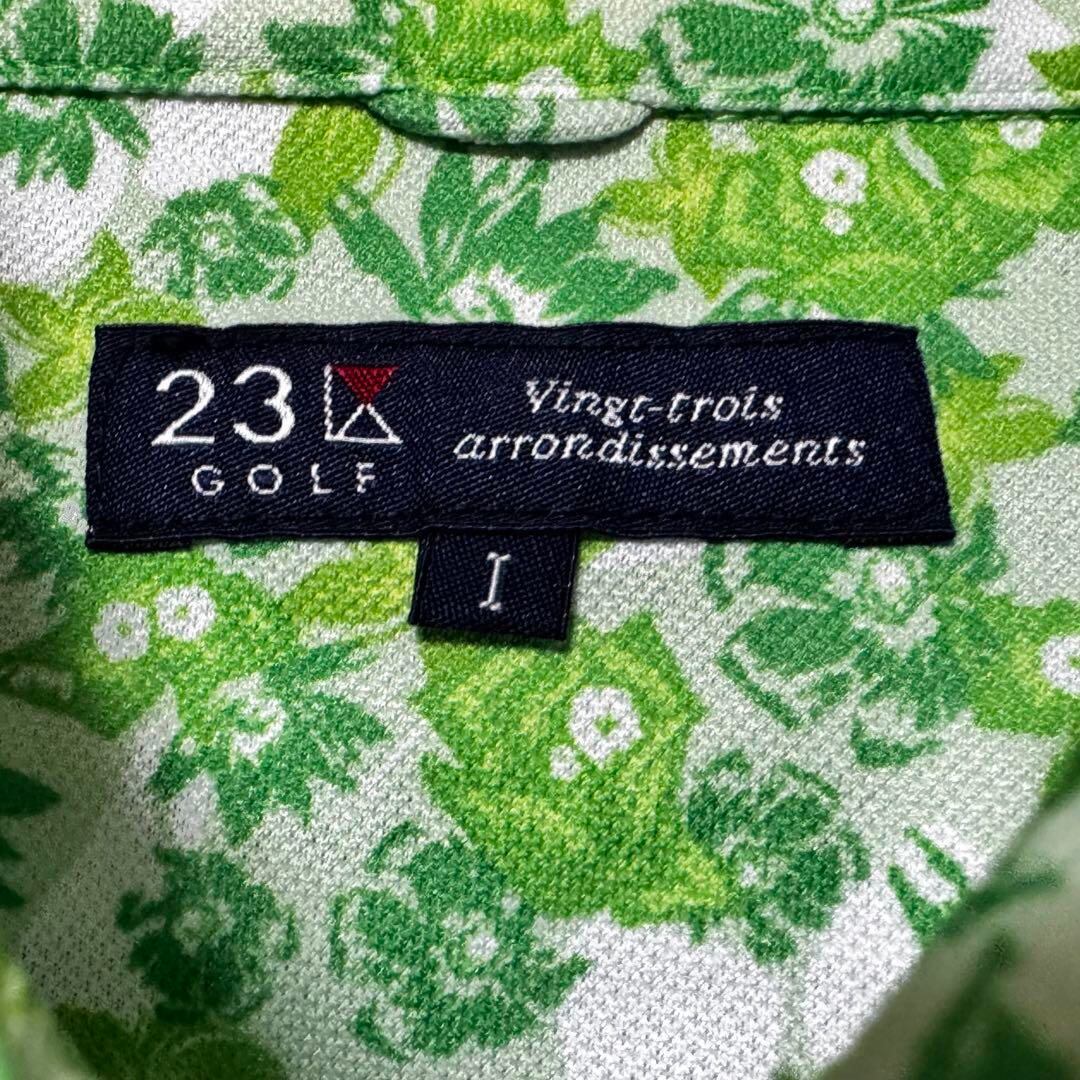 23
GOLF
Vingt-trois
arrondissements
I